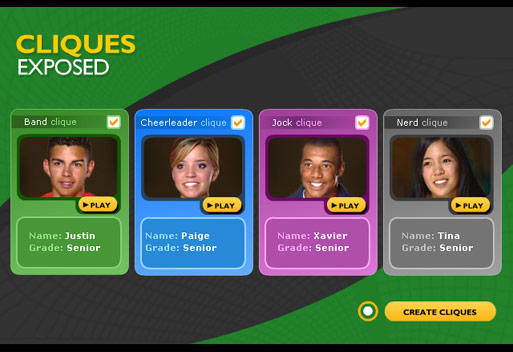 CLIQUES
EXPOSED
Band clique
Cheerleader clique
Jock clique
Nerd clique
PLAY
PLAY
PLAY
PLAY
Name: Justin
Grade: Senior
Name: Paige
Grade: Senior
Name: Xavier
Grade: Senior
Name: Tina
Grade: Senior
CREATE CLIQUES